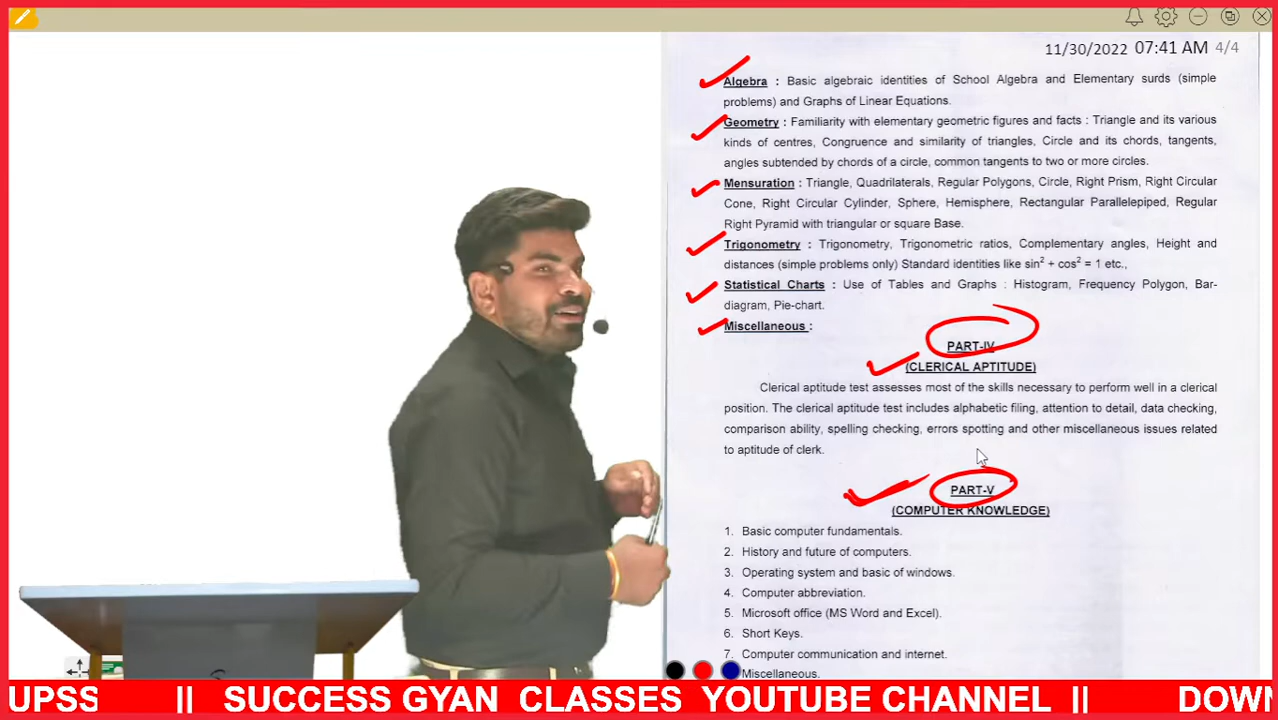 11/30/2022 07:41 AM 4/4
Algebra : Basic algebraic identities of School Algebra and Elementary surds (simple
problems) and Graphs of Linear Equations.
Geometry : Familiarity with elementary geometric figures and facts : Triangle and its various
kinds of centres, Congruence and similarity of triangles, Circle and its chords, tangents,
angles subtended by chords of a circle, common tangents to two or more circles.
Mensuration : Triangle, Quadrilaterals, Regular Polygons, Circle, Right Prism, Right Circular
Cone, Right Circular Cylinder, Sphere, Hemisphere, Rectangular Parallelepiped, Regular
Right Pyramid with triangular or square Base.
Trigonometry : Trigonometry, Trigonometric ratios, Complementary angles, Height and
distances (simple problems only) Standard identities like sin² + cos² = 1 etc.,
Statistical Charts : Use of Tables and Graphs : Histogram, Frequency Polygon, Bar-
diagram, Pie-chart.
Miscellaneous :
PART-IV
(CLERICAL APTITUDE)
Clerical aptitude test assesses most of the skills necessary to perform well in a clerical
position. The clerical aptitude test includes alphabetic filing, attention to detail, data checking,
comparison ability, spelling checking, errors spotting and other miscellaneous issues related
to aptitude of clerk.
PART-V
(COMPUTER KNOWLEDGE)
1. Basic computer fundamentals.
2. History and future of computers.
3. Operating system and basic of windows.
4. Computer abbreviation.
5. Microsoft office (MS Word and Excel).
6. Short Keys.
7. Computer communication and internet.
Miscellaneous.
UPSS || SUCCESS GYAN CLASSES YOUTUBE CHANNEL || DOWN